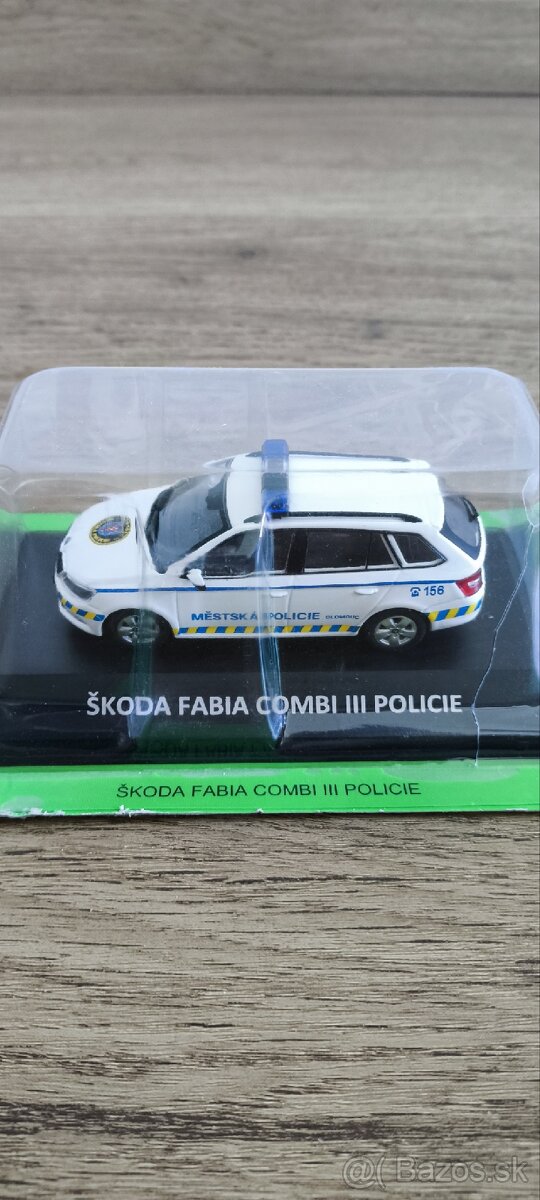 156
MĚSTSKÁ POLICIE OLOMOUC
ŠKODA FABIA COMBI III POLICIE
ŠKODA FABIA COMBI III POLICIE
@( Bazos.sk